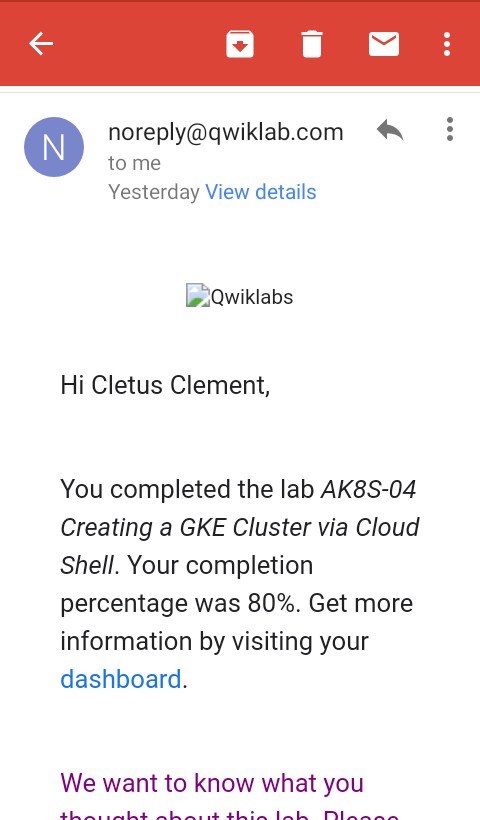 N
noreply@qwiklab.com
to me
Yesterday View details
Qwiklabs
Hi Cletus Clement,
You completed the lab AK8S-04
Creating a GKE Cluster via Cloud
Shell. Your completion
percentage was 80%. Get more
information by visiting your
dashboard.
We want to know what you
thought about this lab. Please